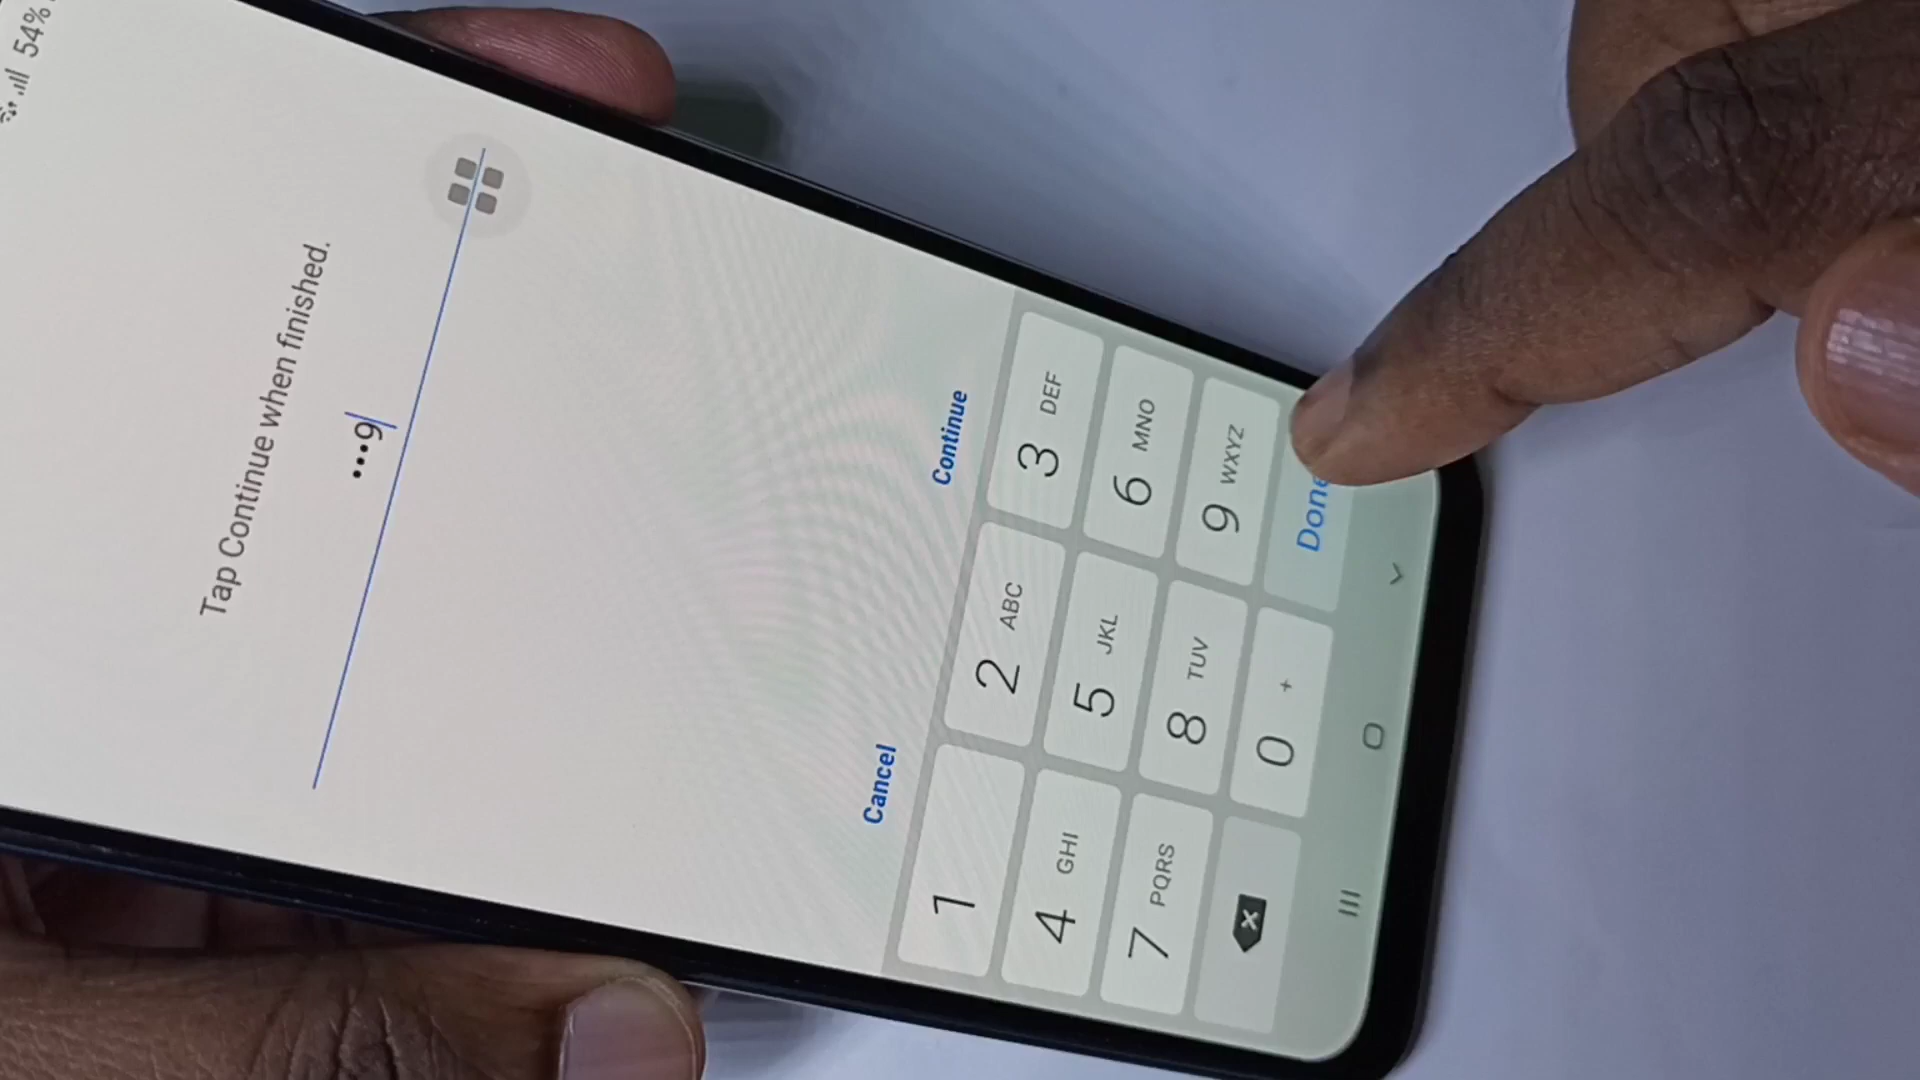 54%
Tap Continue when finished.
•••9
Cancel Continue
1 2 ABC 3 DEF
4 GHI 5 JKL 6 MNO
7 PQRS 8 TUV 9 WXYZ
0 + Done